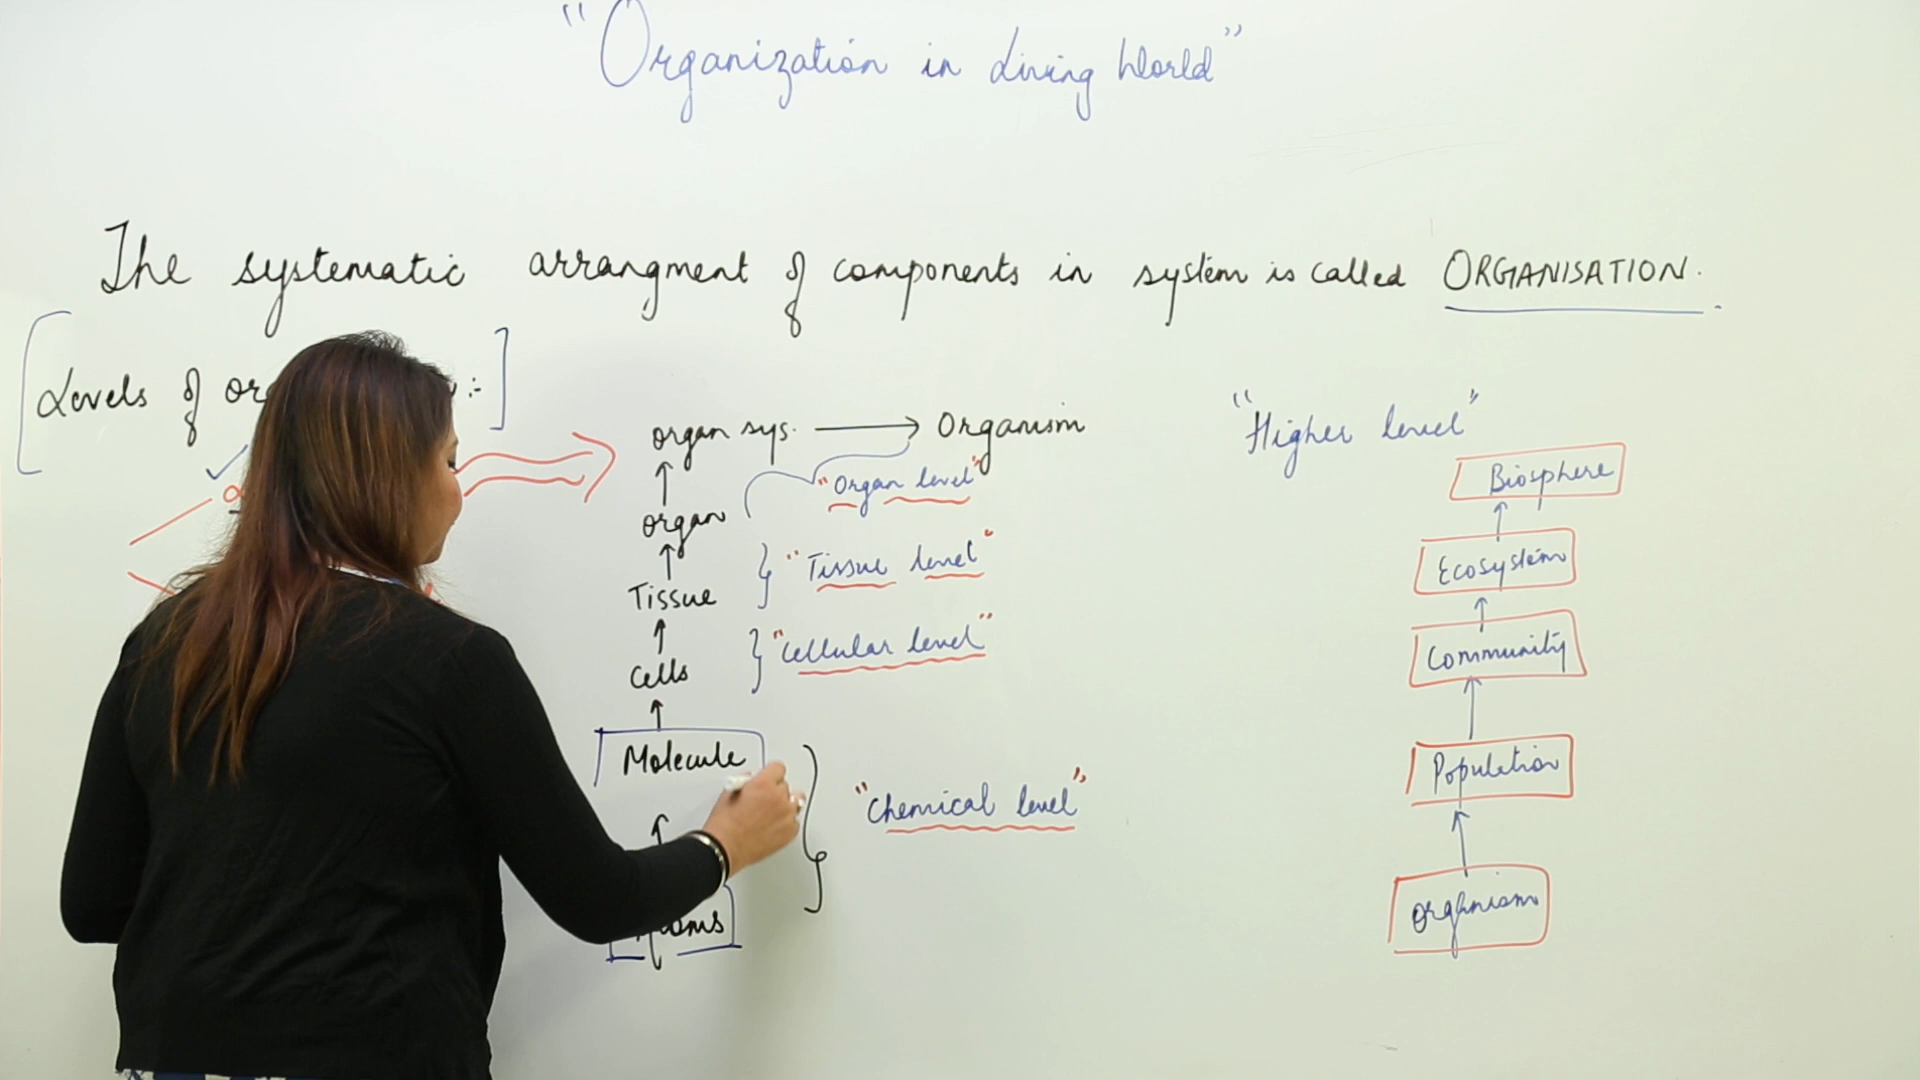 "Organization in Living World"
The systematic arrangment of components in system is called ORGANISATION.
Levels of
organ sys. → Organism
"Organ level"
organ
"Tissue level"
Tissue
"Cellular level"
Cells
Molecule
"Chemical level"
"Higher level"
Biosphere
Ecosystem
Community
Population
Organism